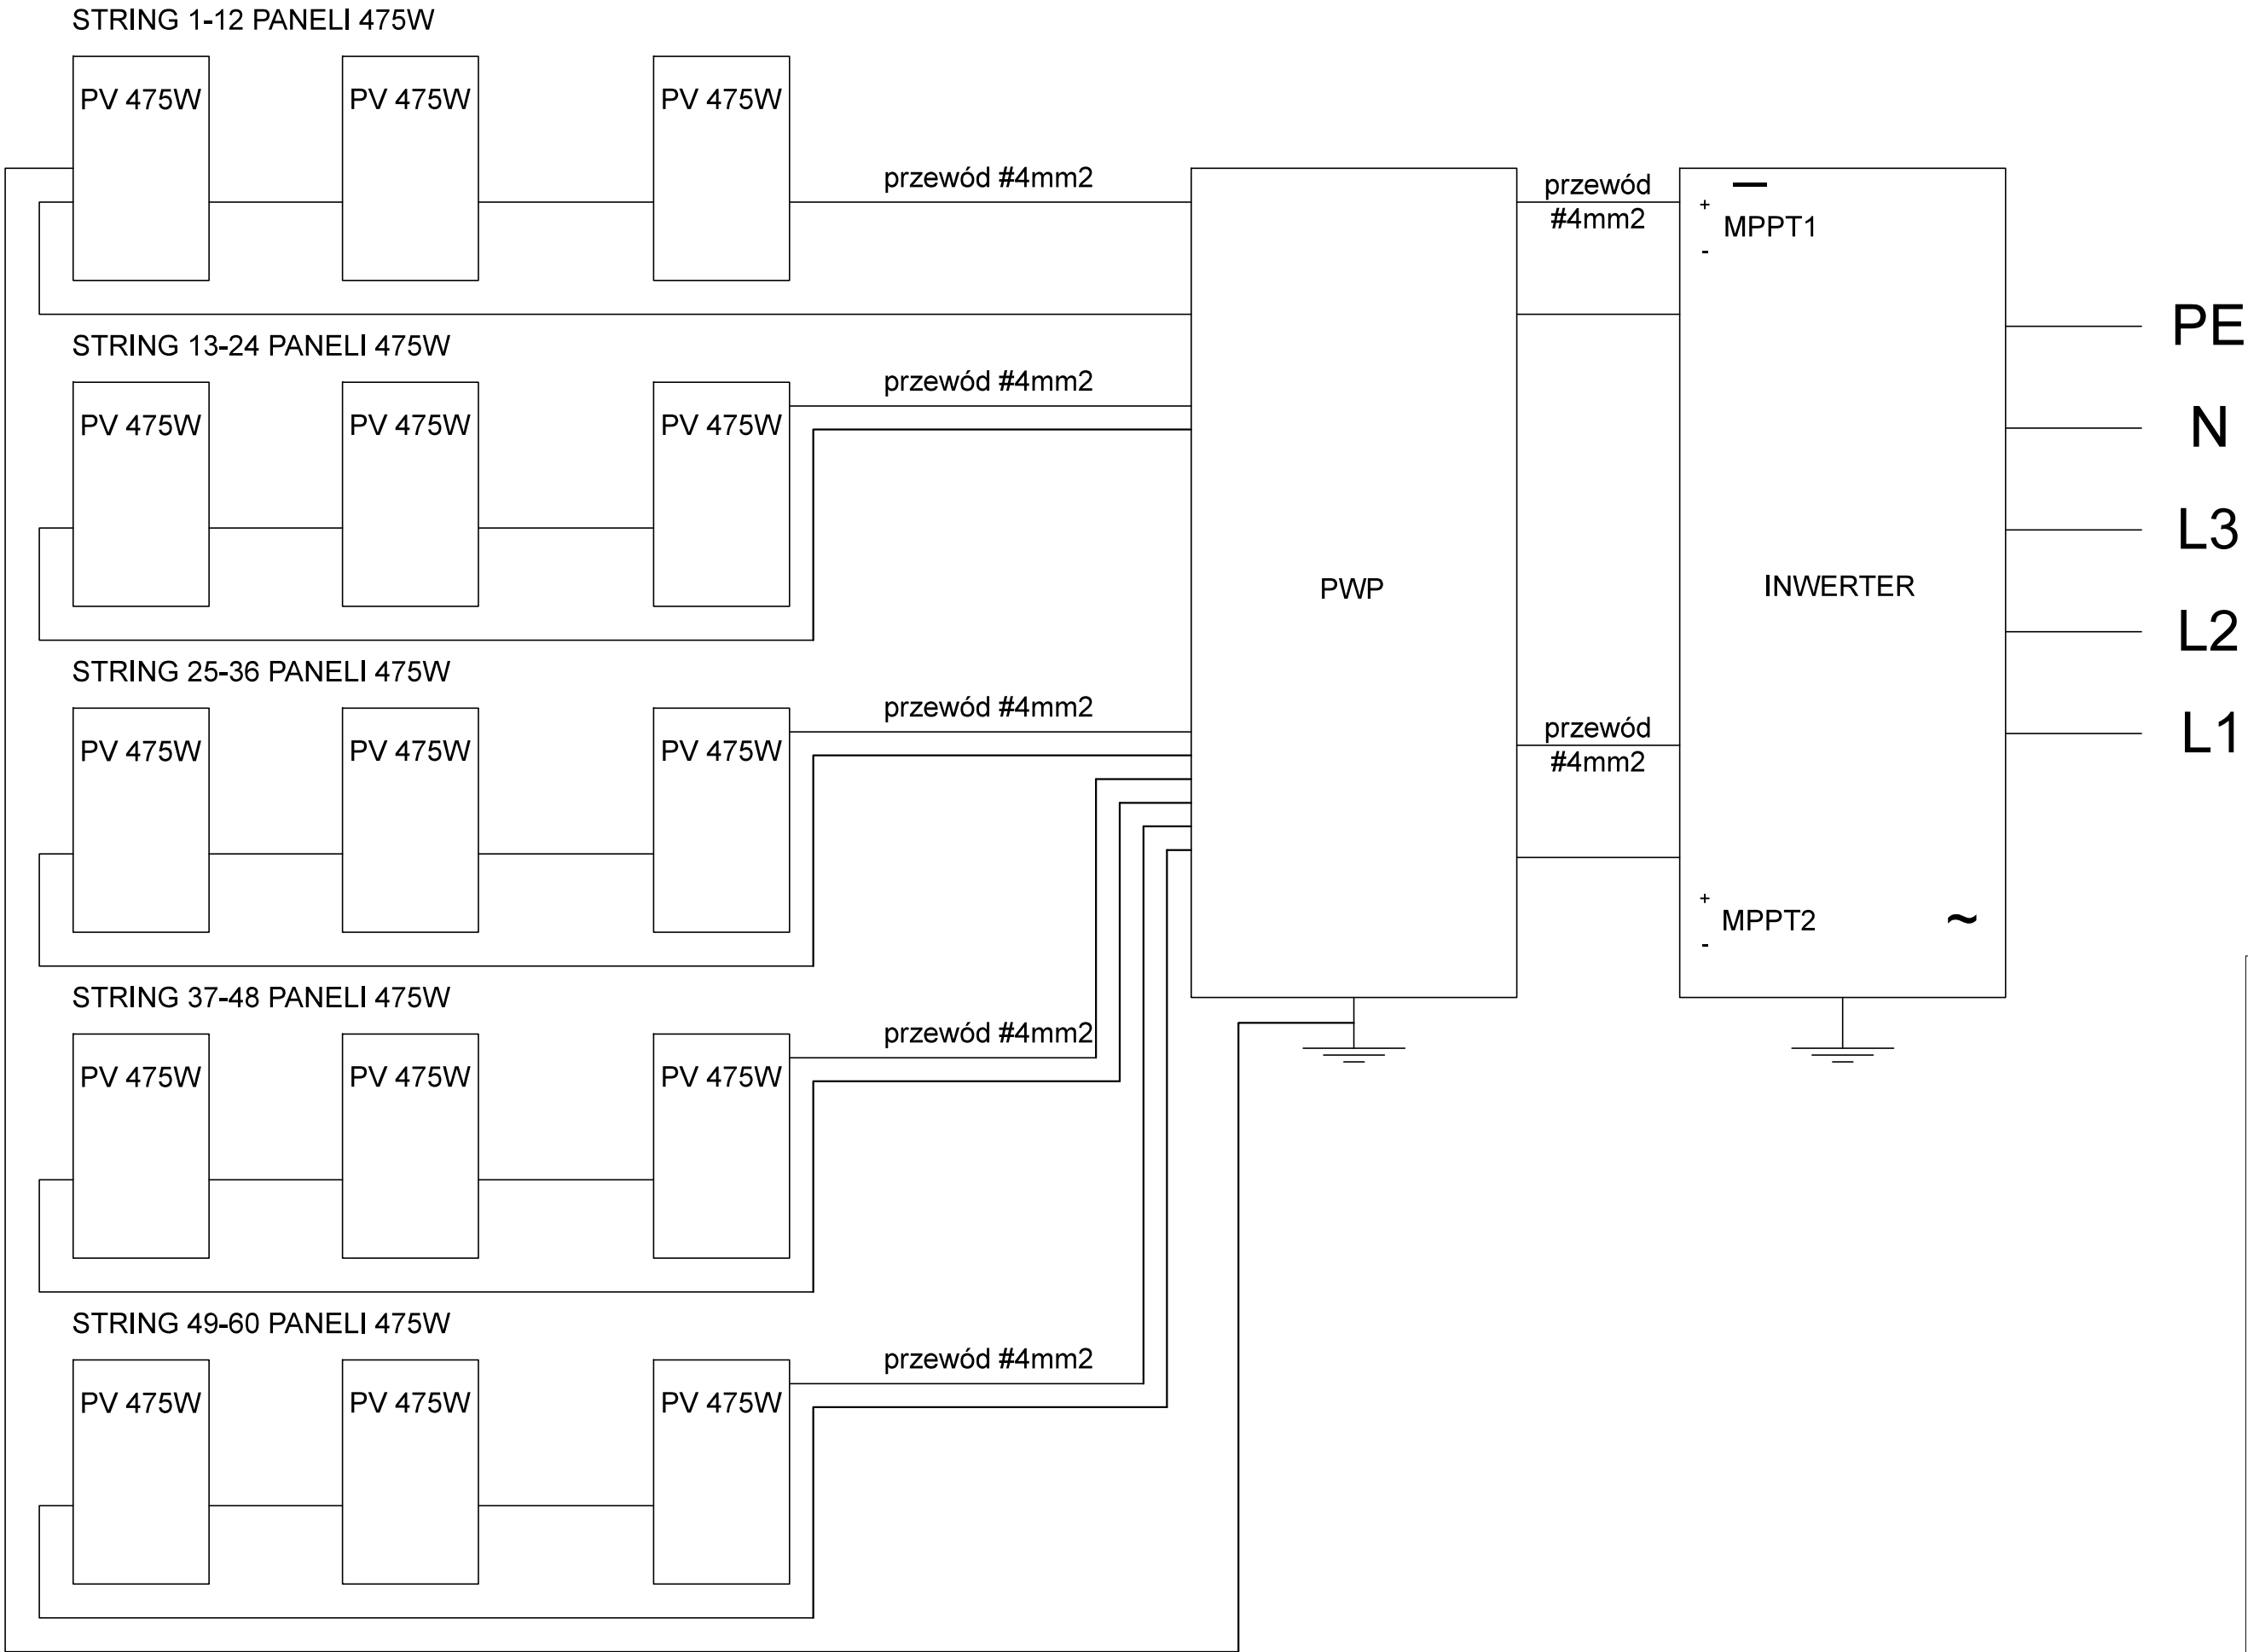 STRING 1-12 PANELI 475W
PV 475W PV 475W PV 475W
przewód #4mm2
STRING 13-24 PANELI 475W
PV 475W PV 475W PV 475W
przewód #4mm2
STRING 25-36 PANELI 475W
PV 475W PV 475W PV 475W
przewód #4mm2
STRING 37-48 PANELI 475W
PV 475W PV 475W PV 475W
przewód #4mm2
STRING 49-60 PANELI 475W
PV 475W PV 475W PV 475W
przewód #4mm2
PWP
przewód
#4mm2
przewód
#4mm2
+
MPPT1
-
INWERTER
+
MPPT2
-
~
PE
N
L3
L2
L1